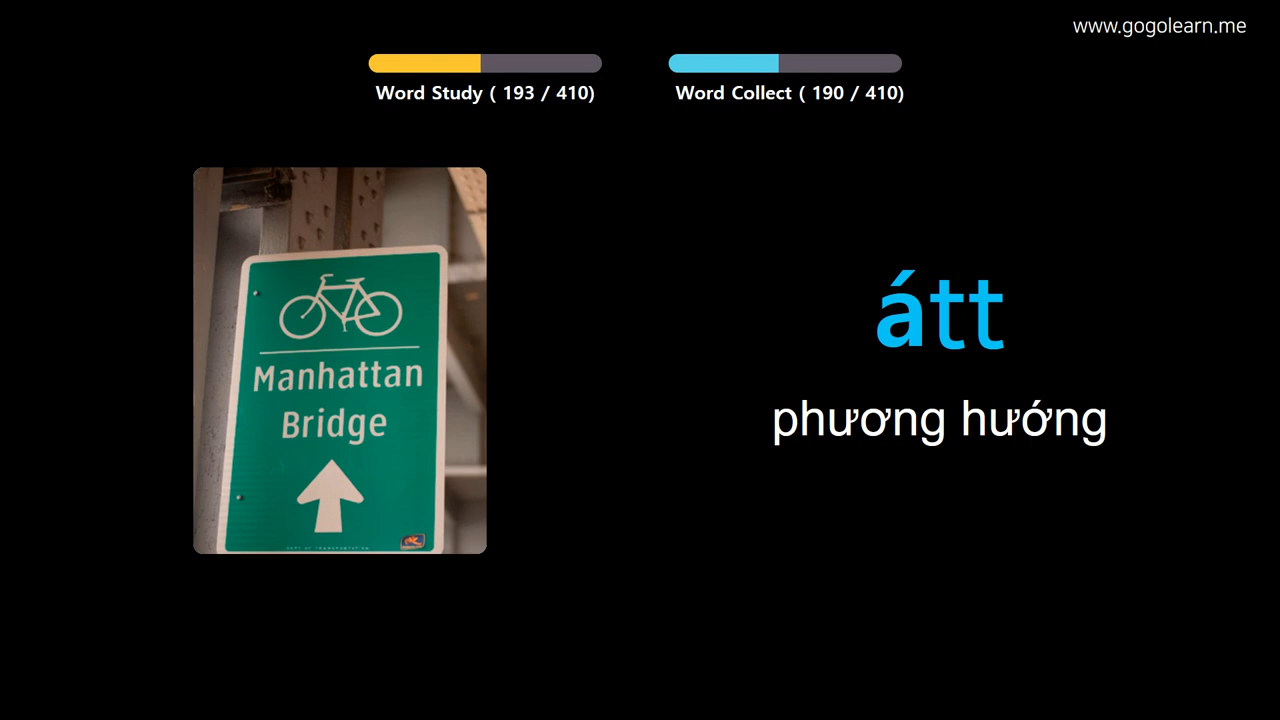 www.gogolearn.me
Word Study ( 193 / 410)
Word Collect ( 190 / 410)
Manhattan
Bridge
átt
phương hướng